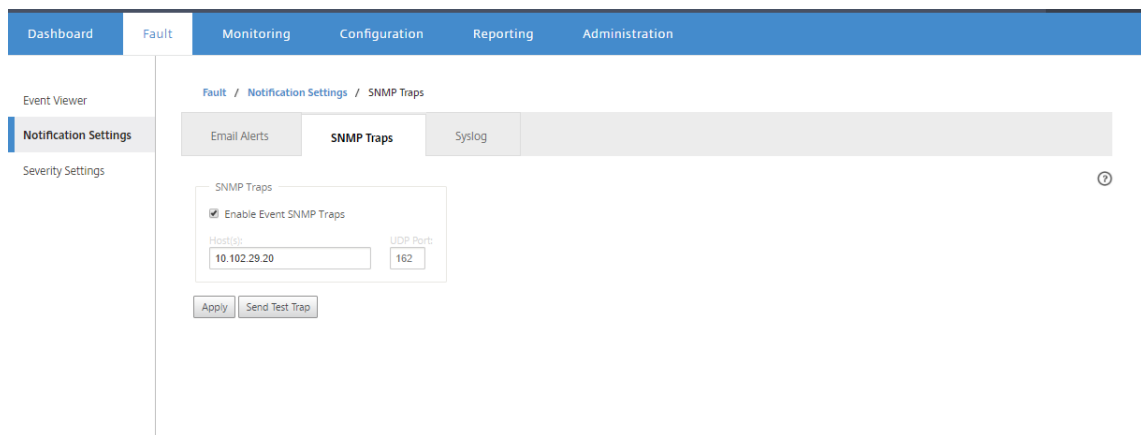 Dashboard Fault Monitoring Configuration Reporting Administration
Event Viewer
Notification Settings
Severity Settings
Fault / Notification Settings / SNMP Traps
Email Alerts SNMP Traps Syslog
?
SNMP Traps
Enable Event SNMP Traps
Host(s): UDP Port:
10.102.29.20 162
Apply Send Test Trap